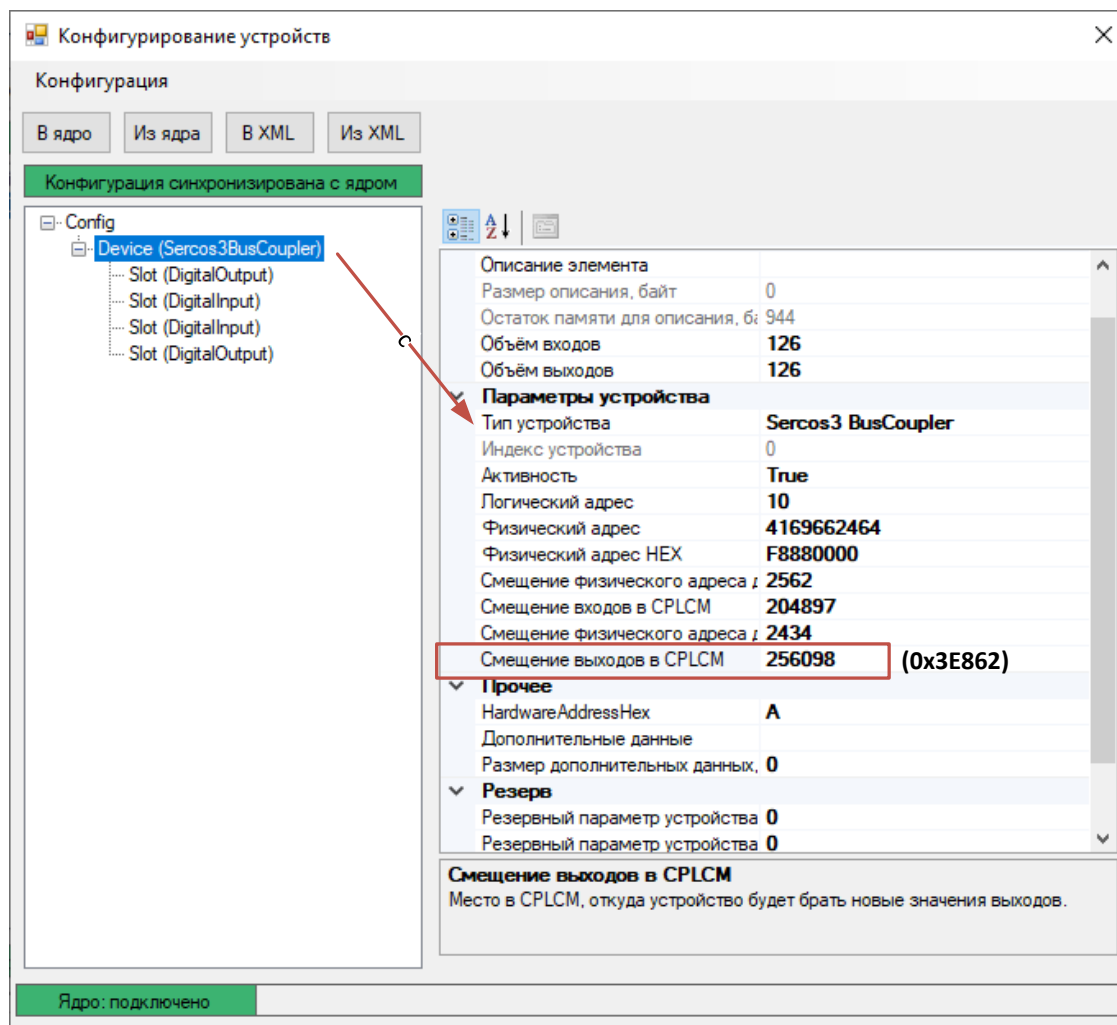 Конфигурирование устройств
Конфигурация
В ядро Из ядра В XML Из XML
Конфигурация синхронизирована с ядром
Config
Device (Sercos3BusCoupler)
Slot (DigitalOutput)
Slot (DigitalInput)
Slot (DigitalInput)
Slot (DigitalOutput)
с
Описание элемента
Размер описания, байт 0
Остаток памяти для описания, ба 944
Объём входов 126
Объём выходов 126
Параметры устройства
Тип устройства Sercos3 BusCoupler
Индекс устройства 0
Активность True
Логический адрес 10
Физический адрес 4169662464
Физический адрес HEX F8880000
Смещение физического адреса д 2562
Смещение входов в CPLCM 204897
Смещение физического адреса д 2434
Смещение выходов в CPLCM 256098 (0x3E862)
Прочее
HardwareAddressHex A
Дополнительные данные
Размер дополнительных данных, 0
Резерв
Резервный параметр устройства 0
Резервный параметр устройства 0
Смещение выходов в CPLCM
Место в CPLCM, откуда устройство будет брать новые значения выходов.
Ядро: подключено